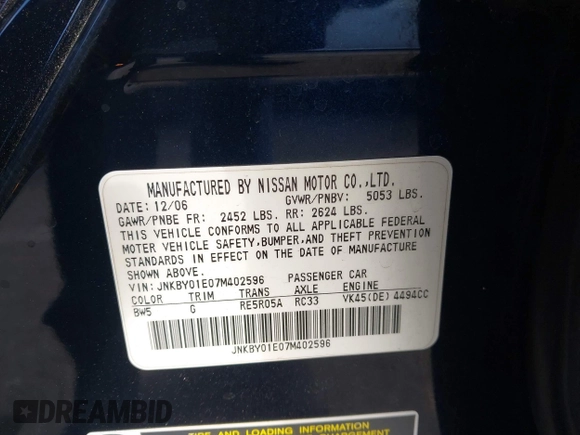 MANUFACTURED BY NISSAN MOTOR CO.,LTD.
DATE: 12/06 GVWR/PNBV: 5053 LBS.
GAWR/PNBE FR: 2452 LBS. RR: 2624 LBS.
THIS VEHICLE CONFORMS TO ALL APPLICABLE FEDERAL
MOTOR VEHICLE SAFETY,BUMPER,AND THEFT PREVENTION
STANDARDS IN EFFECT ON THE DATE OF MANUFACTURE
SHOWN ABOVE.
VIN: JNKBY01E07M402596 PASSENGER CAR
COLOR TRIM TRANS AXLE ENGINE
BW5 G RE5R05A RC33 VK45(DE) 4494CC
JNKBY01E07M402596
DREAMBID
TIRE AND LOADING INFORMATION